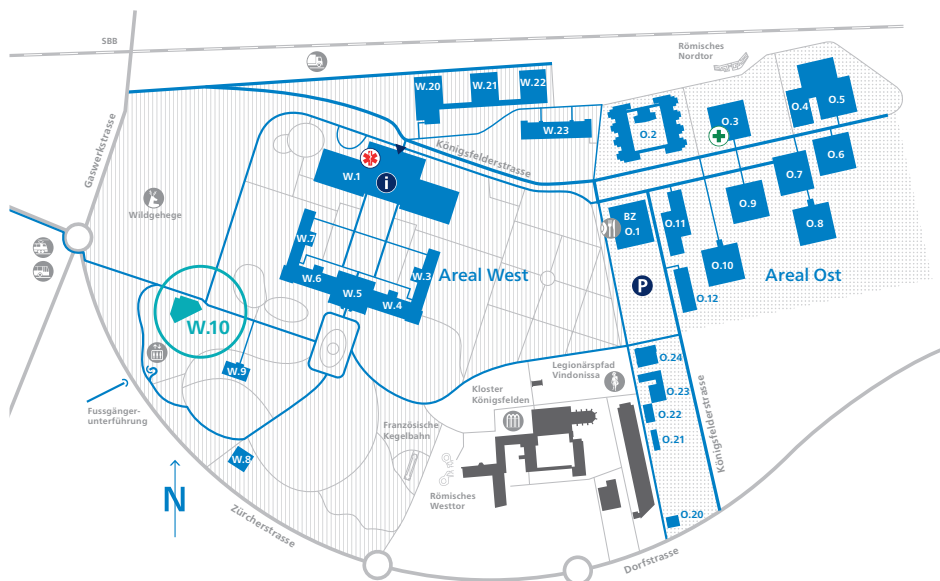 SBB
Römisches
Nordtor
Gaswerkstrasse
W.20
W.21
W.22
W.23
O.2
O.3
O.4
O.5
O.6
O.7
O.8
O.9
O.10
O.11
O.12
BZ
O.1
P
Königsfelderstrasse
W.1
i
Wildgehege
W.7
W.6
W.5
W.4
W.3
Areal West
Areal Ost
W.10
W.9
W.8
Fussgänger-
unterführung
N
Zürcherstrasse
Französische
Kegelbahn
Römisches
Westtor
Kloster
Königsfelden
Legionärspfad
Vindonissa
O.24
O.23
O.22
O.21
O.20
Königsfelderstrasse
Dorfstrasse